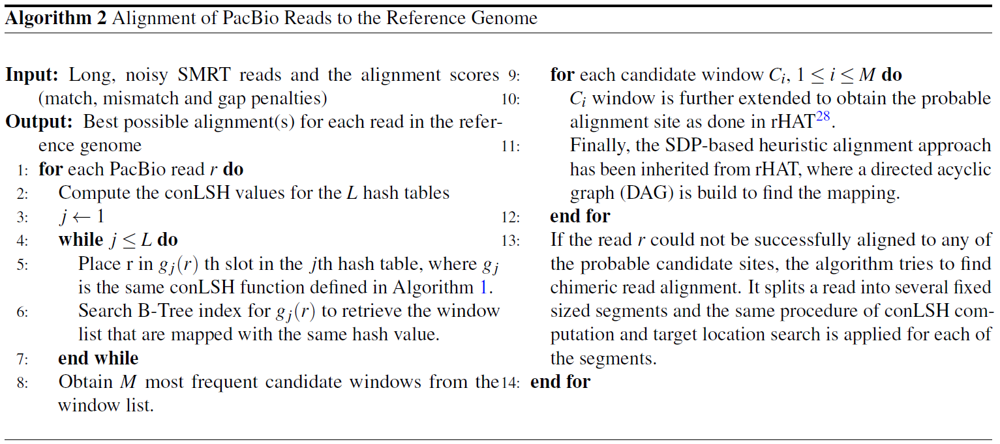 Algorithm 2 Alignment of PacBio Reads to the Reference Genome
Input: Long, noisy SMRT reads and the alignment scores
(match, mismatch and gap penalties)
Output: Best possible alignment(s) for each read in the refer-
ence genome
1: for each PacBio read r do
2: Compute the conLSH values for the L hash tables
3: j ← 1
4: while j ≤ L do
5: Place r in g_j(r) th slot in the jth hash table, where g_j
is the same conLSH function defined in Algorithm 1.
6: Search B-Tree index for g_j(r) to retrieve the window
list that are mapped with the same hash value.
7: end while
8: Obtain M most frequent candidate windows from the
window list.
9: for each candidate window C_i, 1 ≤ i ≤ M do
10: C_i window is further extended to obtain the probable
alignment site as done in rHAT28.
11: Finally, the SDP-based heuristic alignment approach
has been inherited from rHAT, where a directed acyclic
graph (DAG) is build to find the mapping.
12: end for
13: If the read r could not be successfully aligned to any of
the probable candidate sites, the algorithm tries to find
chimeric read alignment. It splits a read into several fixed
sized segments and the same procedure of conLSH com-
putation and target location search is applied for each of
the segments.
14: end for